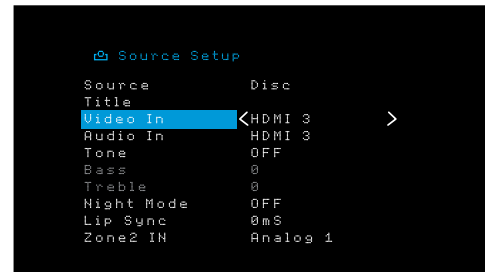 Source Setup
Source Disc
Title
Video In HDMI 3
Audio In HDMI 3
Tone OFF
Bass 0
Treble 0
Night Mode OFF
Lip Sync 0mS
Zone2 IN Analog 1